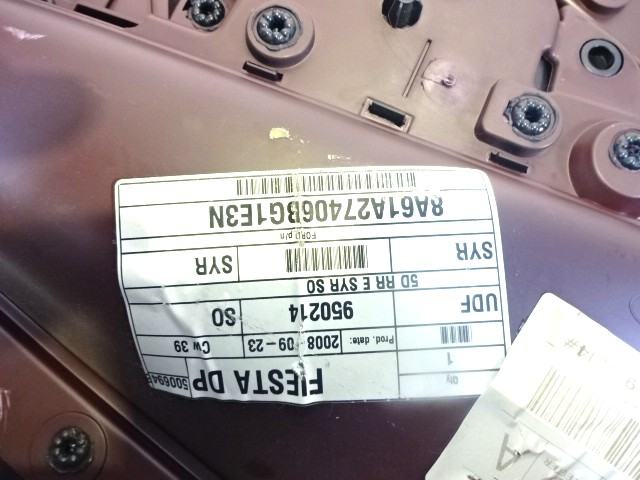 Qty
1
FIESTA DP
Prod. date:
2008-09-23
Cw 39
UDF
950214
SO
5D RR E SYR SO
SYR
SYR
FORD p/n
8A61A27406BG1E3N